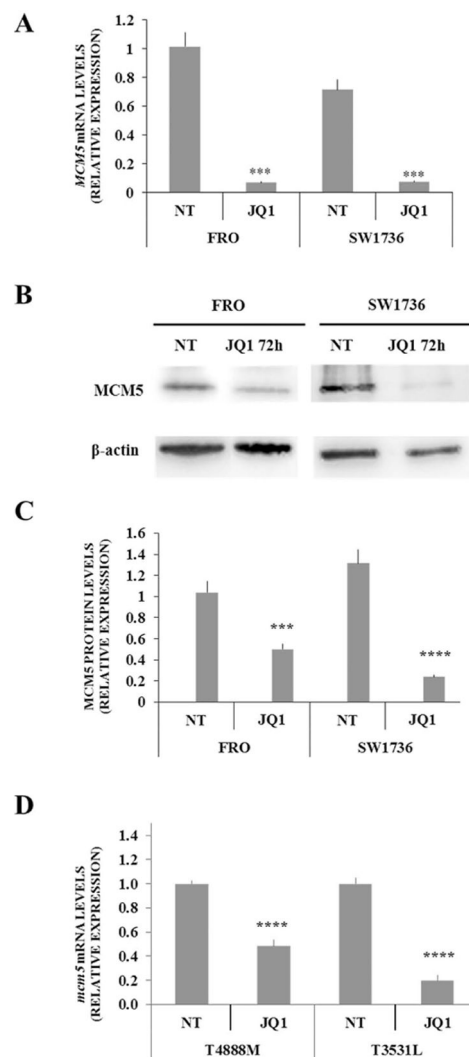 A
MCM5 mRNA LEVELS
(RELATIVE EXPRESSION)
1.2
1
0.8
0.6
0.4
0.2
0
*** ***
NT JQ1 NT JQ1
FRO SW1736
B
FRO SW1736
NT JQ1 72h NT JQ1 72h
MCM5
β-actin
C
MCM5 PROTEIN LEVELS
(RELATIVE EXPRESSION)
1.6
1.4
1.2
1
0.8
0.6
0.4
0.2
0
*** ****
NT JQ1 NT JQ1
FRO SW1736
D
mcm5 mRNA LEVELS
(RELATIVE EXPRESSION)
1.4
1.2
1.0
0.8
0.6
0.4
0.2
0.0
**** ****
NT JQ1 NT JQ1
T4888M T3531L